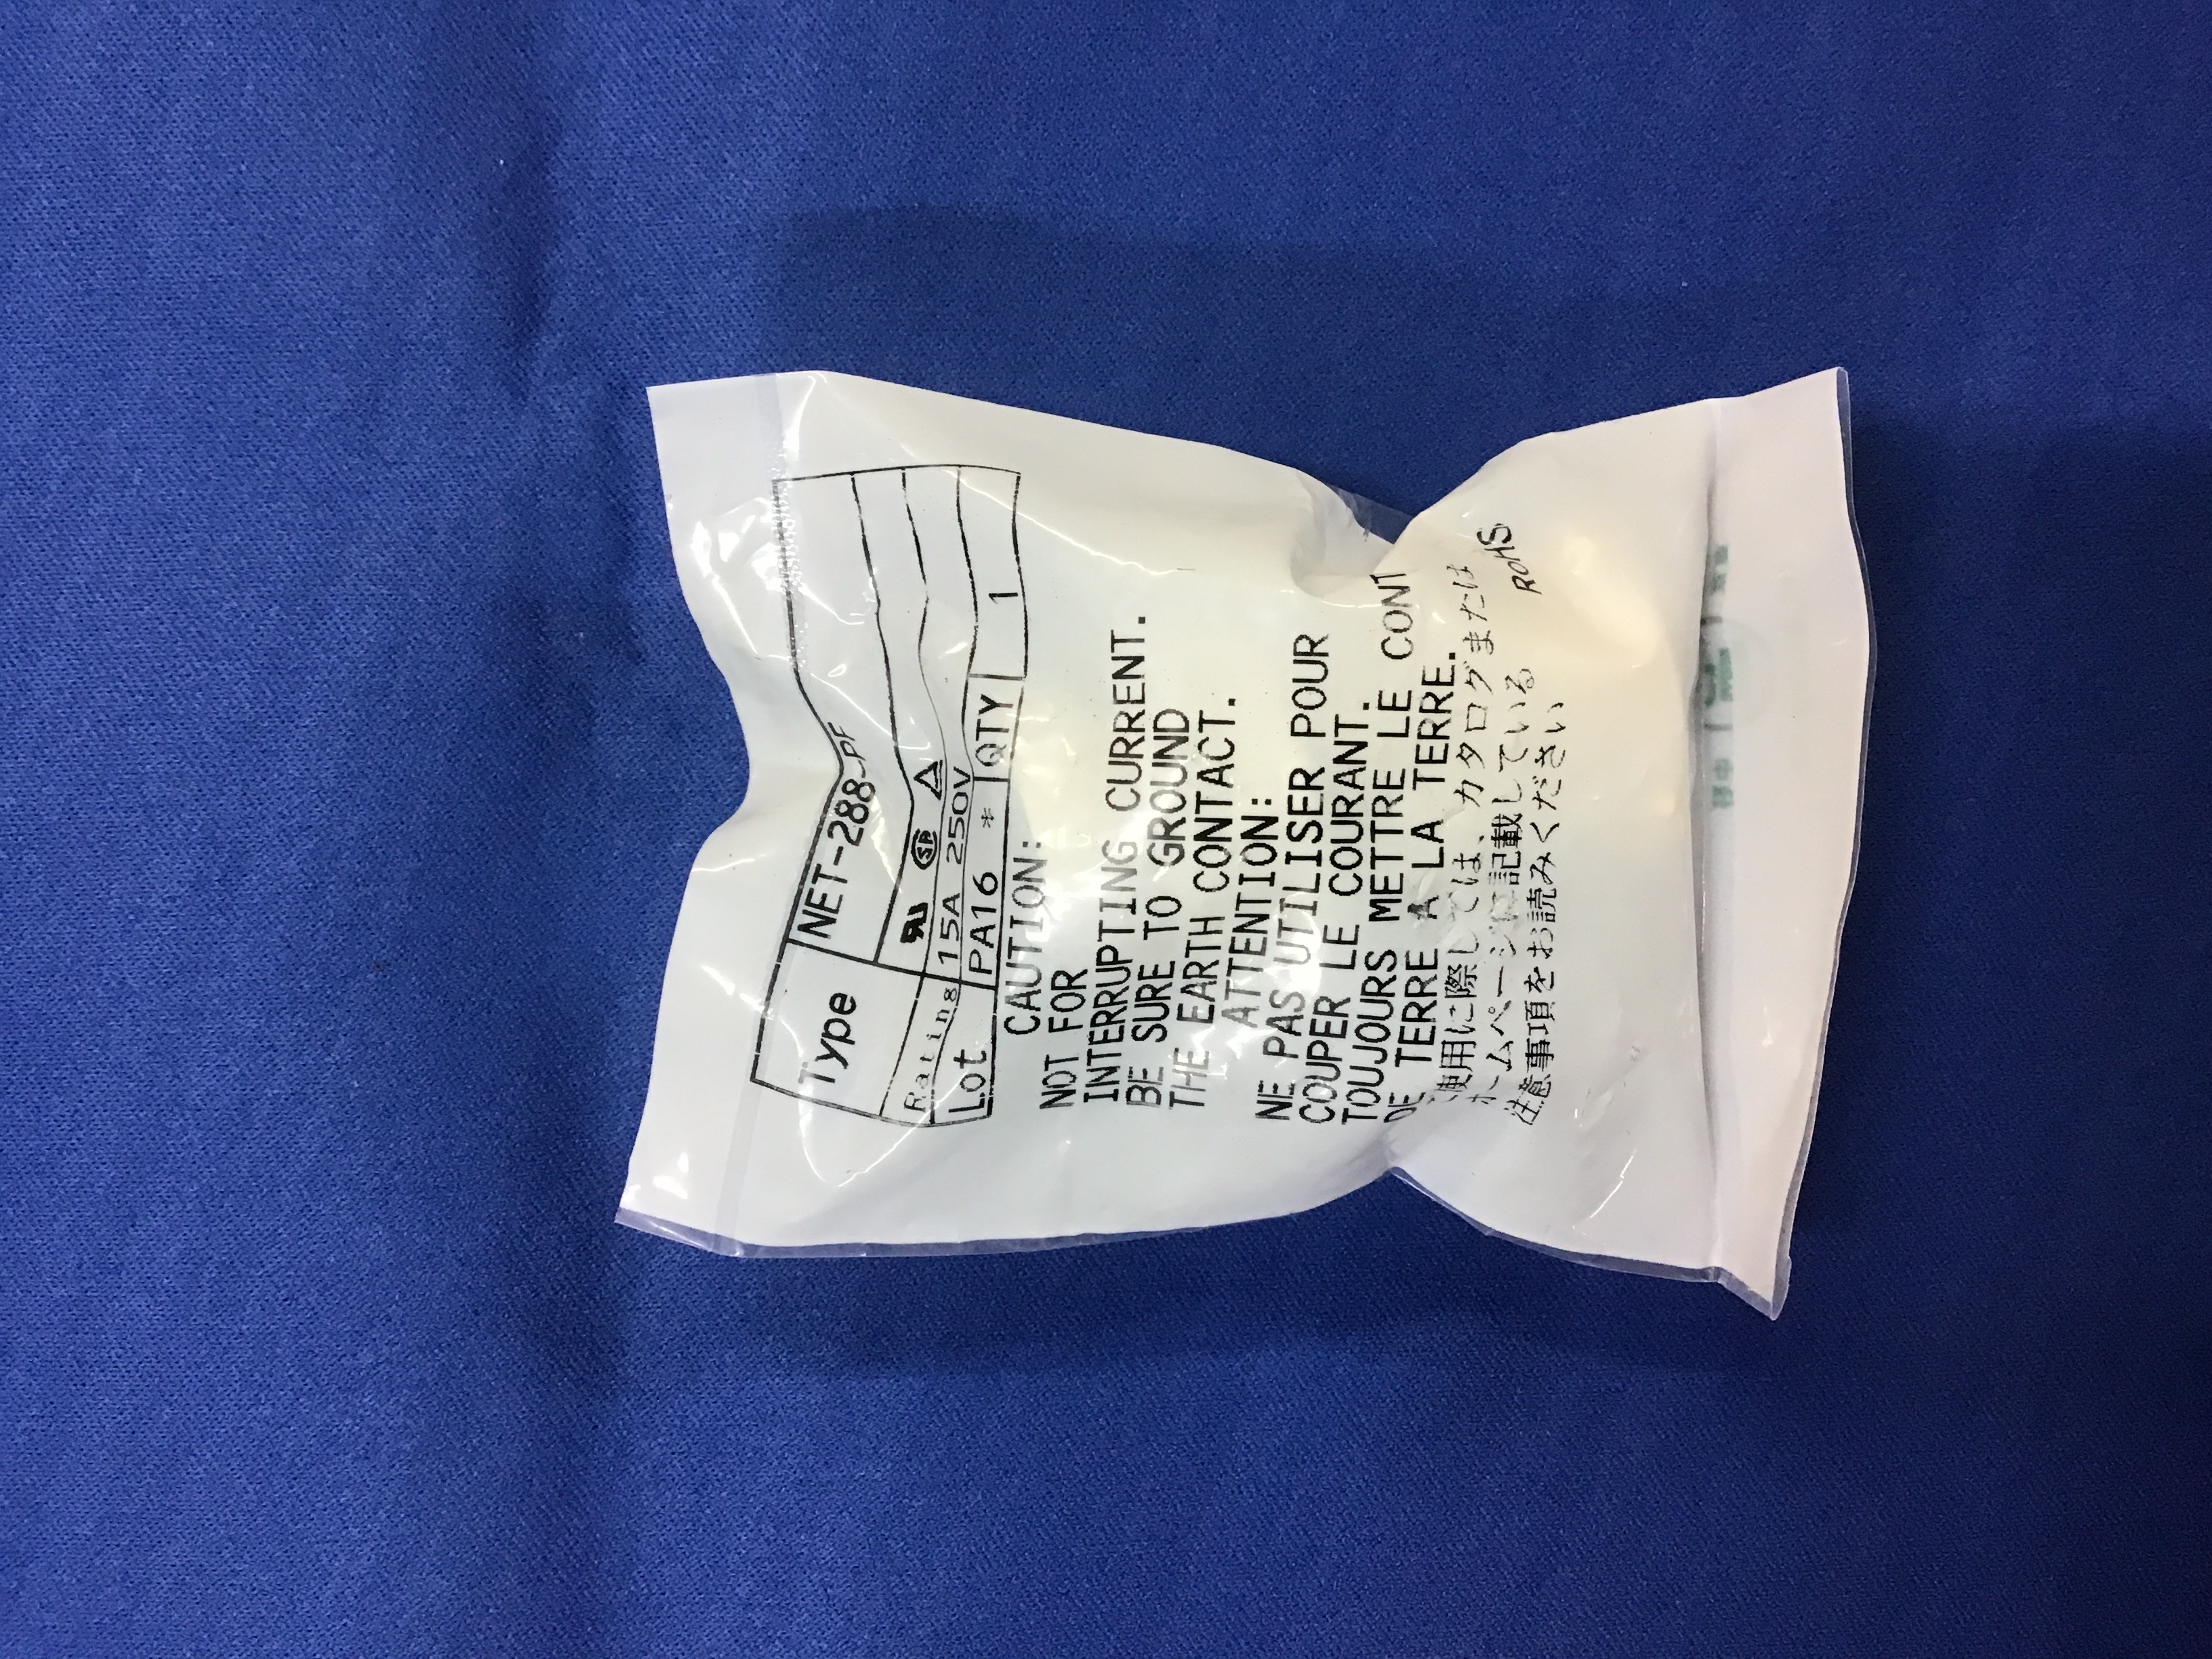 Type NET-288-PF
Rating 15A 250V
Lot PA16 * QTY 1
CAUTION:
NOT FOR
INTERRUPTING CURRENT.
BE SURE TO GROUND
THE EARTH CONTACT.
ATTENTION:
NE PAS UTILISER POUR
COUPER LE COURANT.
TOUJOURS METTRE LE CONT
DE TERRE A LA TERRE.
使用に際しては、カタログまたは
ホームページに記載している
注意事項をお読みください
RoHS